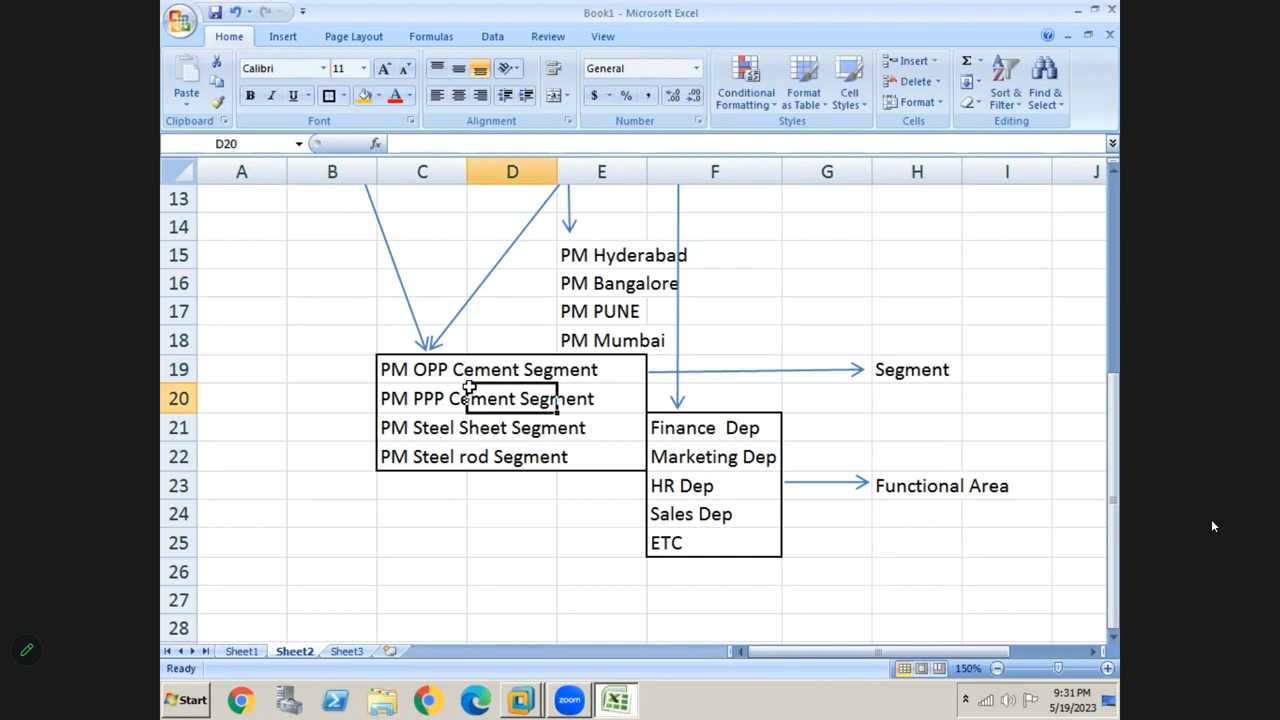 Book1 - Microsoft Excel
Home Insert Page Layout Formulas Data Review View
Calibri 11 General Insert Σ
Paste B I U $ % , Conditional Formatting Format as Table Cell Styles Delete Format Sort & Filter Find & Select
Clipboard Font Alignment Number Styles Cells Editing
D20 fx
A B C D E F G H I J
13
14
15 PM Hyderabad
16 PM Bangalore
17 PM PUNE
18 PM Mumbai
19 PM OPP Cement Segment Segment
20 PM PPP Cement Segment
21 PM Steel Sheet Segment Finance Dep
22 PM Steel rod Segment Marketing Dep
23 HR Dep Functional Area
24 Sales Dep
25 ETC
26
27
28
Sheet1 Sheet2 Sheet3
Ready 150%
Start zoom 9:31 PM
5/19/2023